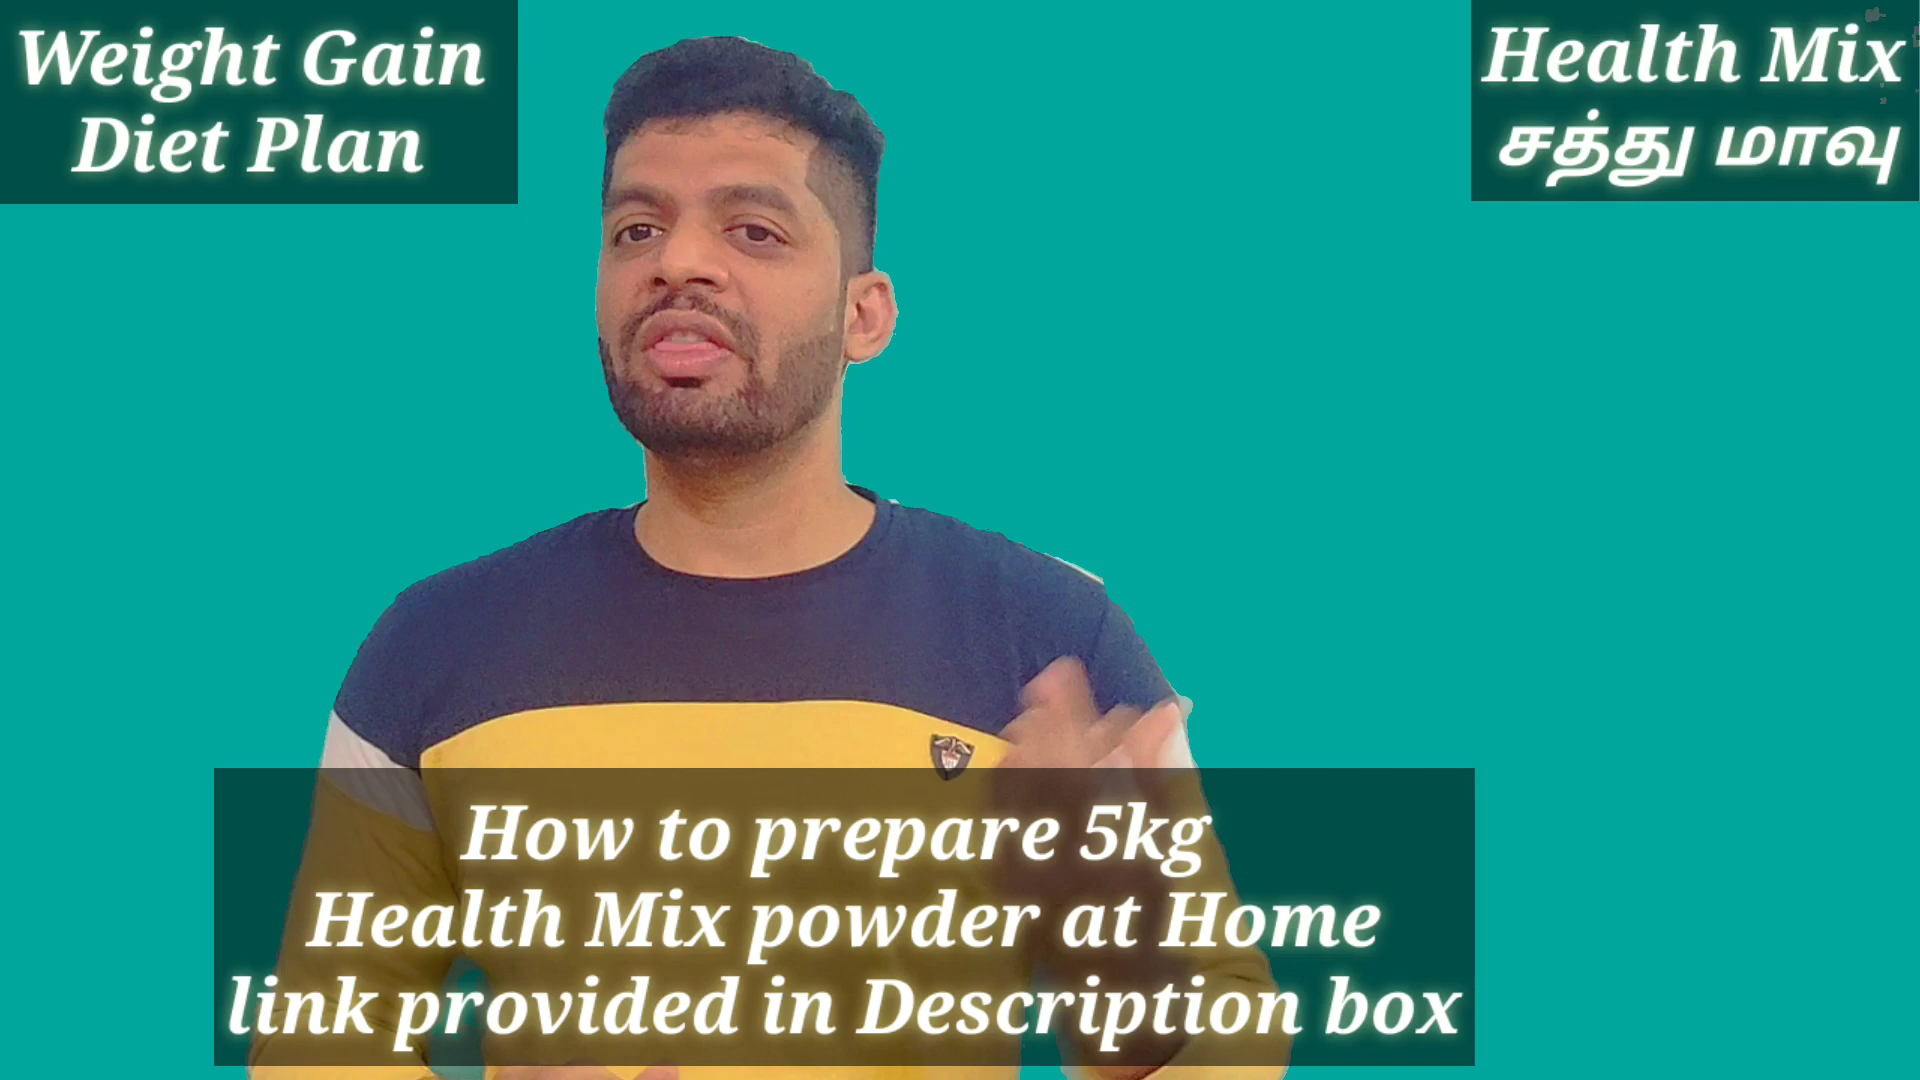 Weight Gain
Diet Plan
Health Mix
சத்து மாவு
How to prepare 5kg
Health Mix powder at Home
link provided in Description box